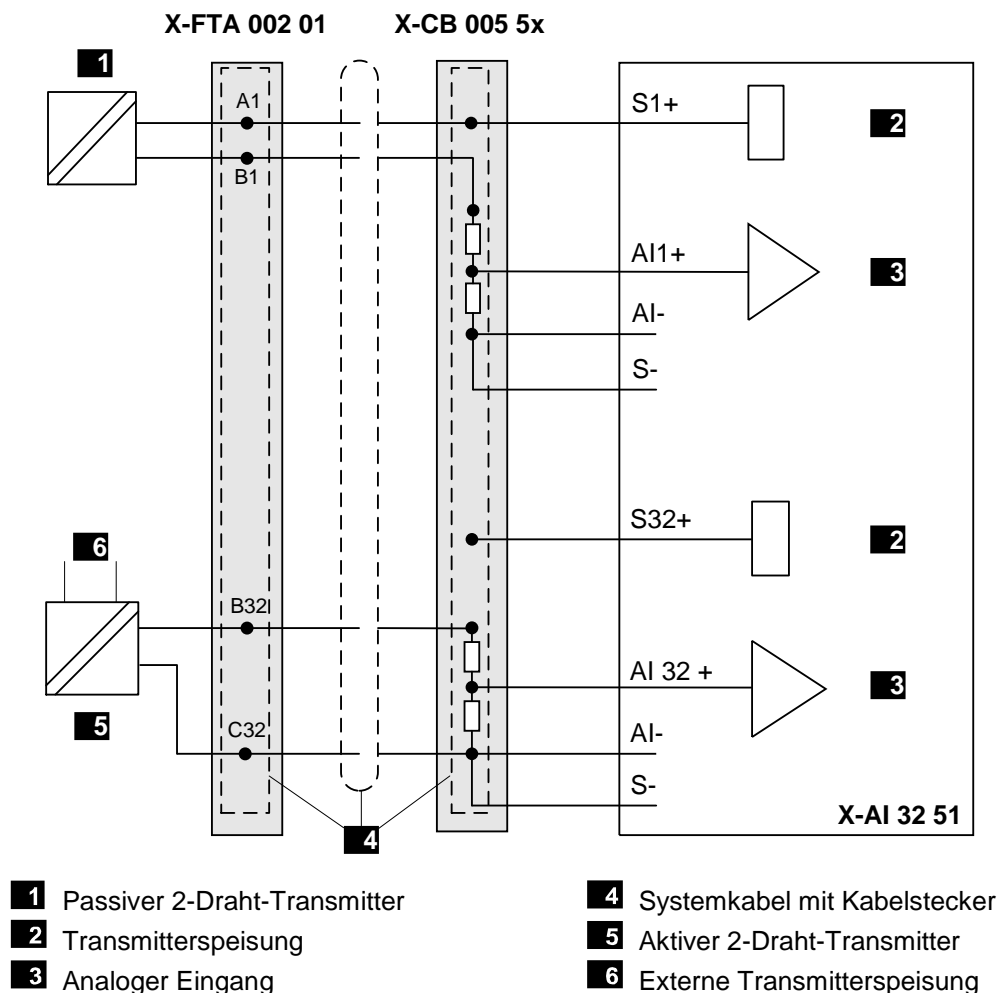 X-FTA 002 01 X-CB 005 5x
1
A1
S1+
2
B1
AI1+
3
AI-
S-
S32+
2
6
B32
AI 32 +
3
5
C32
AI-
S-
X-AI 32 51
4
1 Passiver 2-Draht-Transmitter
2 Transmitterspeisung
3 Analoger Eingang
4 Systemkabel mit Kabelstecker
5 Aktiver 2-Draht-Transmitter
6 Externe Transmitterspeisung